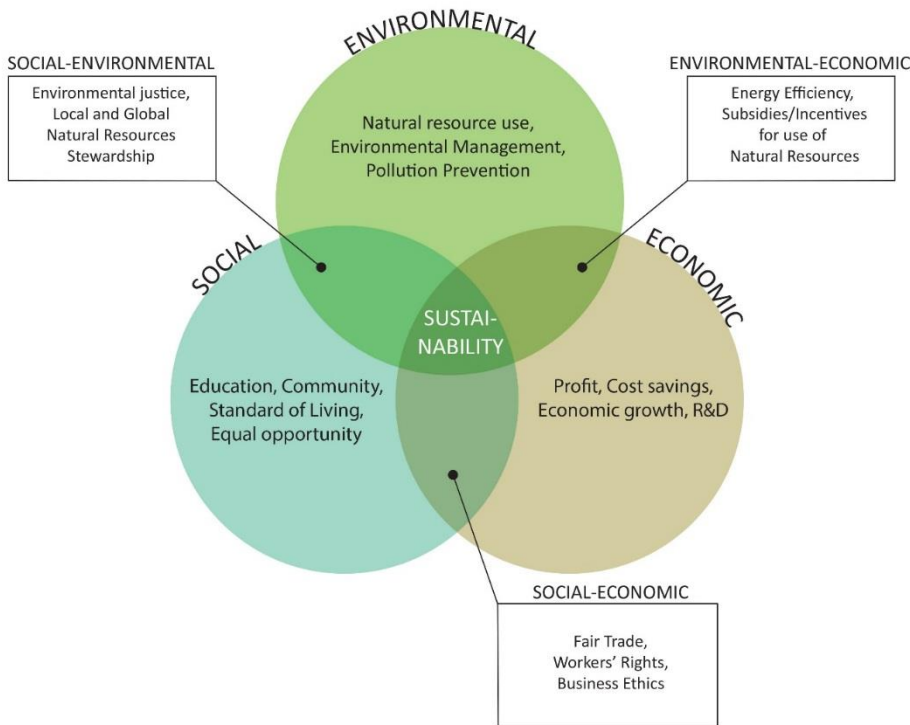 ENVIRONMENTAL
SOCIAL-ENVIRONMENTAL
Environmental justice,
Local and Global
Natural Resources
Stewardship
ENVIRONMENTAL-ECONOMIC
Energy Efficiency,
Subsidies/Incentives
for use of
Natural Resources
Natural resource use,
Environmental Management,
Pollution Prevention
SOCIAL
ECONOMIC
SUSTAI-
NABILITY
Education, Community,
Standard of Living,
Equal opportunity
Profit, Cost savings,
Economic growth, R&D
SOCIAL-ECONOMIC
Fair Trade,
Workers’ Rights,
Business Ethics